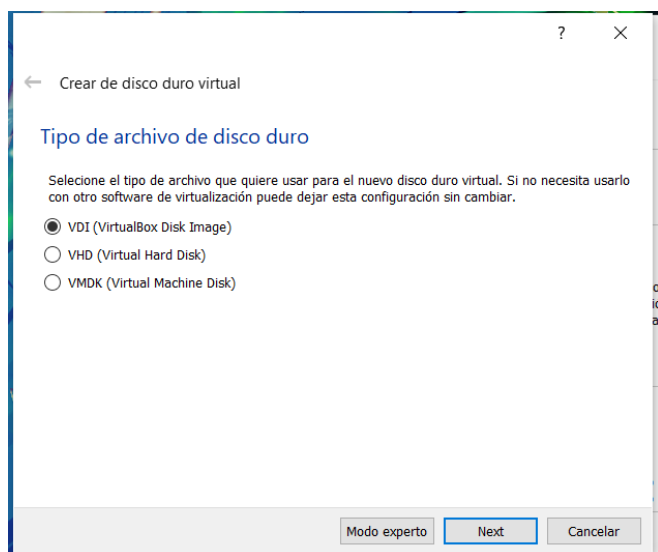 ?
Crear de disco duro virtual
Tipo de archivo de disco duro
Selecione el tipo de archivo que quiere usar para el nuevo disco duro virtual. Si no necesita usarlo
con otro software de virtualización puede dejar esta configuración sin cambiar.
VDI (VirtualBox Disk Image)
VHD (Virtual Hard Disk)
VMDK (Virtual Machine Disk)
Modo experto Next Cancelar